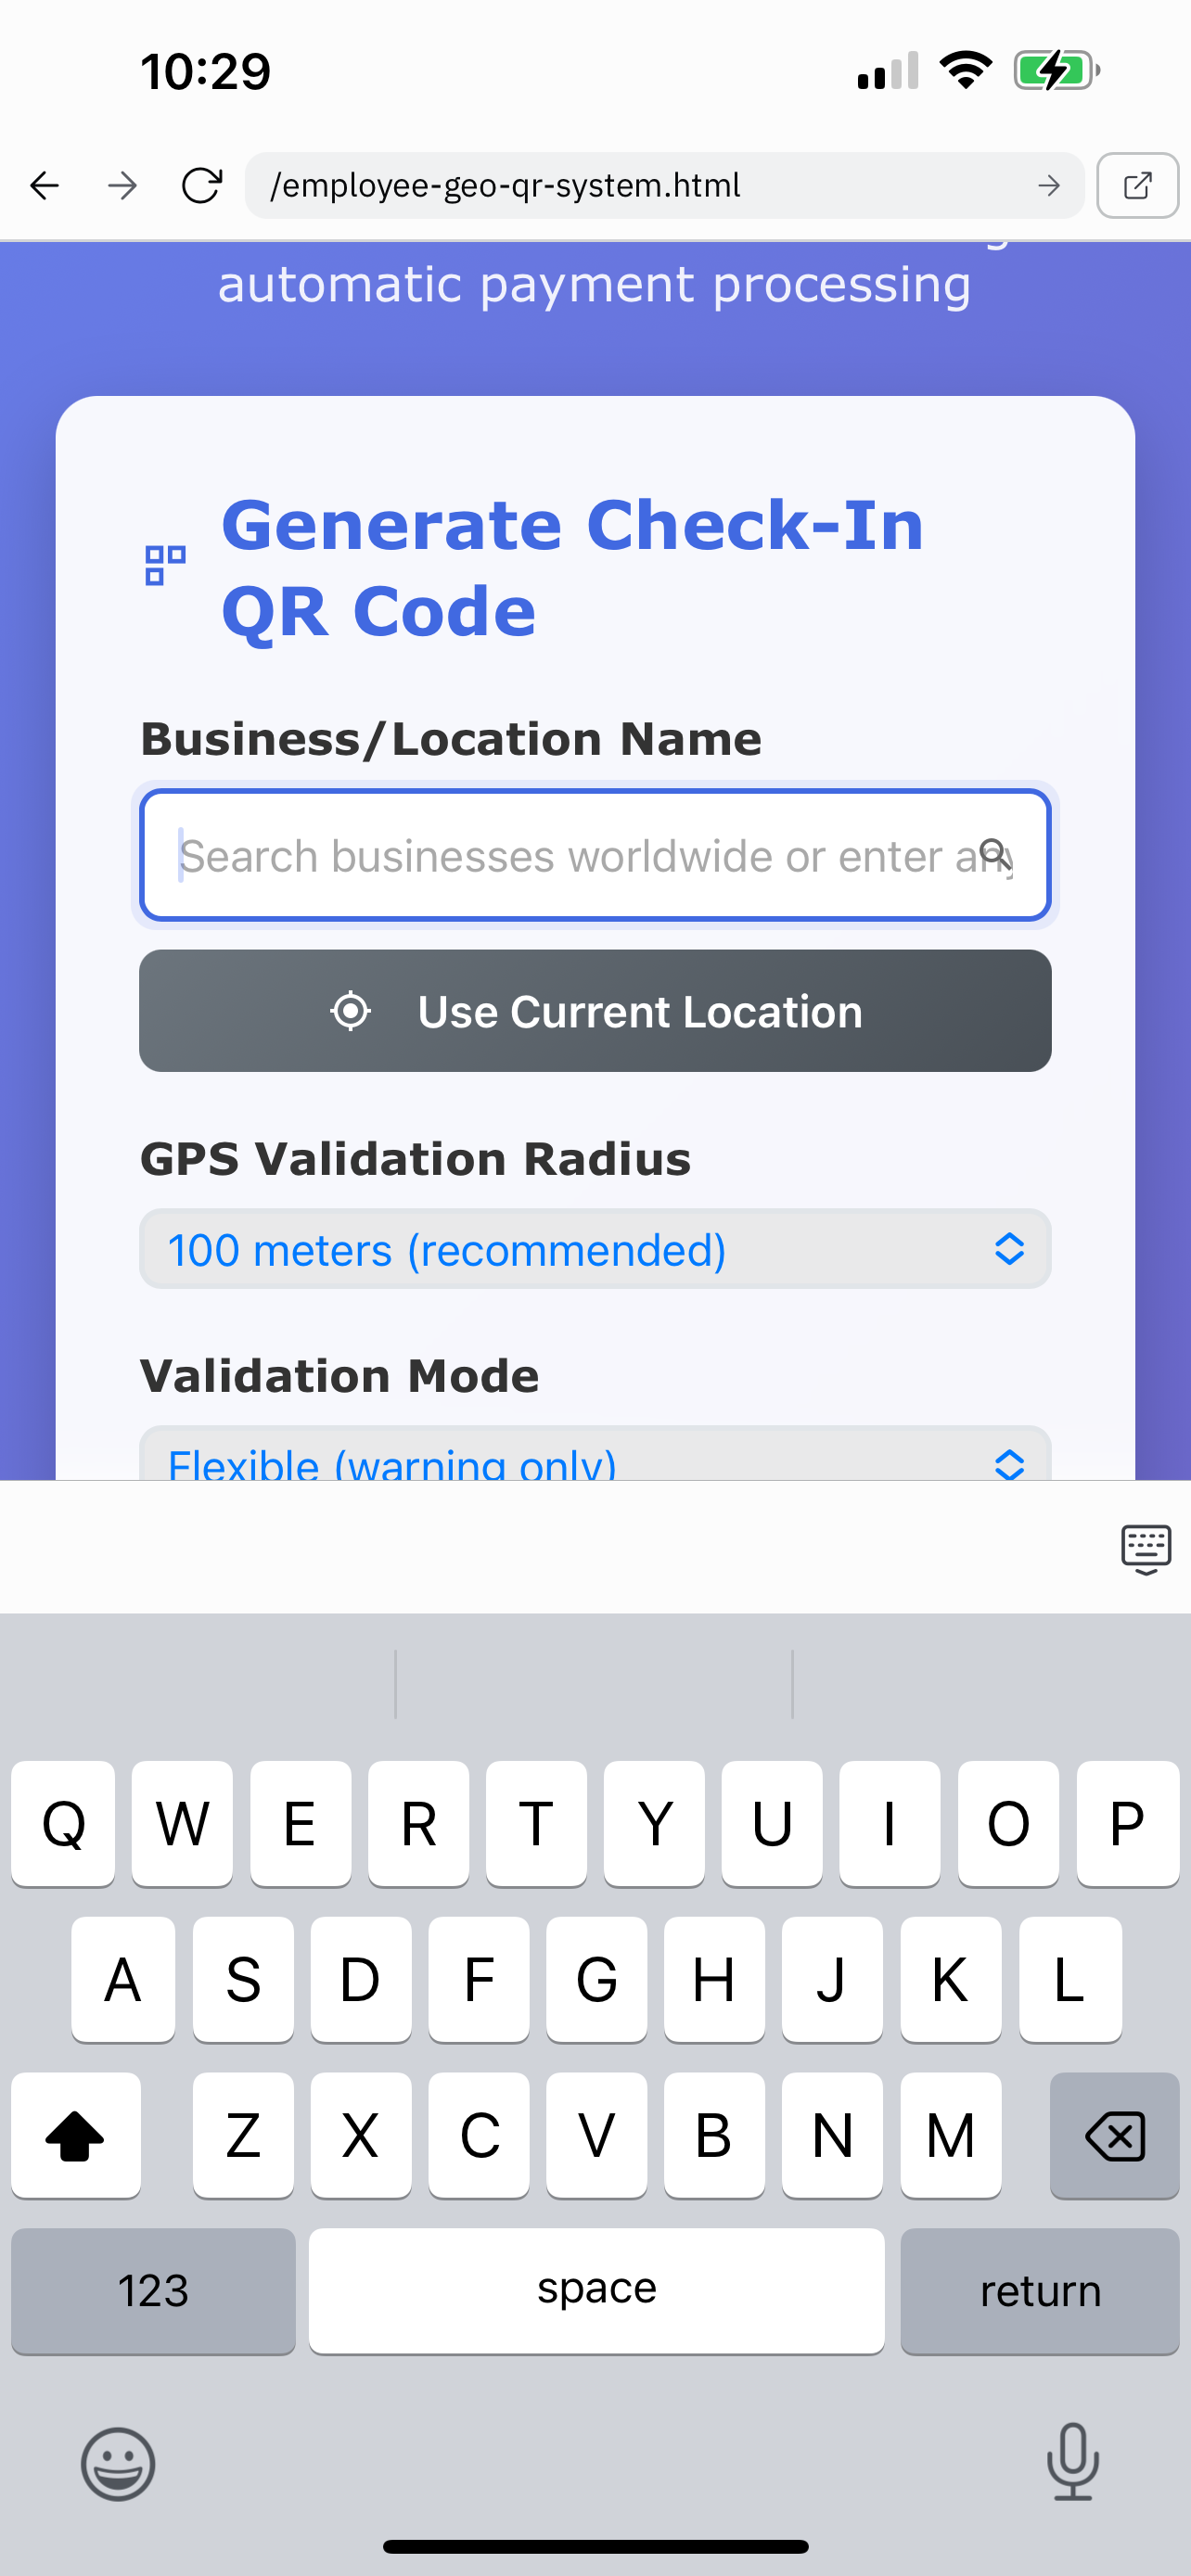 10:29
/employee-geo-qr-system.html
automatic payment processing
Generate Check-In
QR Code
Business/Location Name
Search businesses worldwide or enter any
Use Current Location
GPS Validation Radius
100 meters (recommended)
Validation Mode
Flexible (warning only)
Q W E R T Y U I O P
A S D F G H J K L
Z X C V B N M
123 space return